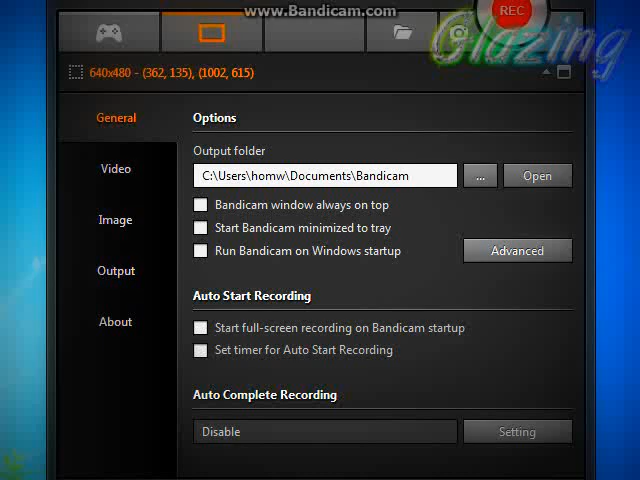 www.Bandicam.com
REC
Glazing
640x480 - (362, 135), (1002, 615)
General
Options
Output folder
C:\Users\homw\Documents\Bandicam
...
Open
Video
Bandicam window always on top
Image
Start Bandicam minimized to tray
Run Bandicam on Windows startup
Advanced
Output
Auto Start Recording
About
Start full-screen recording on Bandicam startup
Set timer for Auto Start Recording
Auto Complete Recording
Disable
Setting